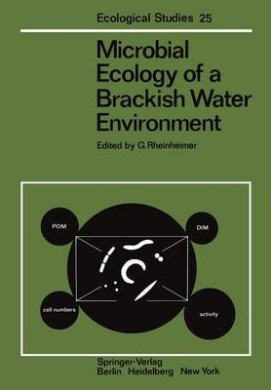 Ecological Studies 25
Microbial
Ecology of a
Brackish Water
Environment
Edited by G. Rheinheimer
POM
DIM
cell numbers
activity
Springer-Verlag
Berlin Heidelberg New York